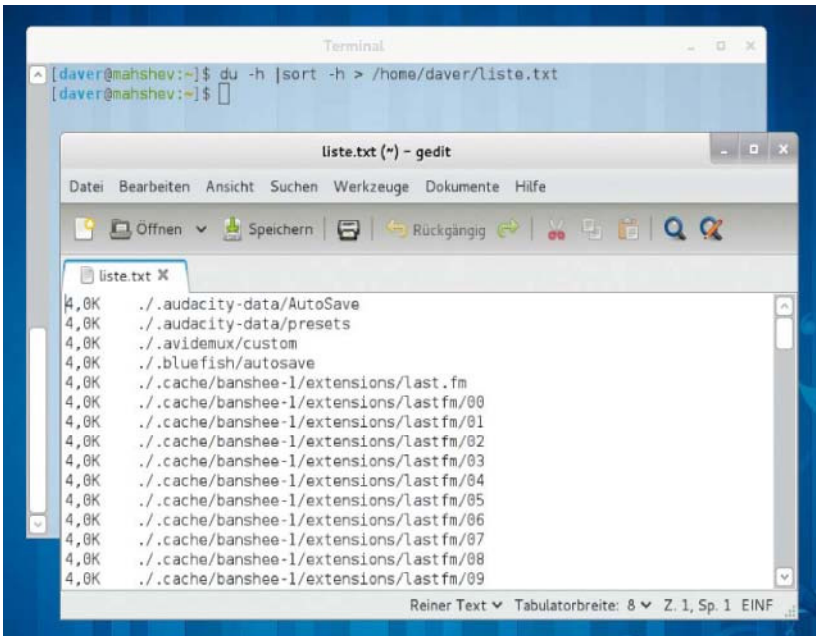 Terminal
[daver@mahshev:~]$ du -h |sort -h > /home/daver/liste.txt
[daver@mahshev:~]$
liste.txt (~) – gedit
Datei Bearbeiten Ansicht Suchen Werkzeuge Dokumente Hilfe
Öffnen Speichern Rückgängig
liste.txt
4,0K ./.audacity-data/AutoSave
4,0K ./.audacity-data/presets
4,0K ./.avidemux/custom
4,0K ./.bluefish/autosave
4,0K ./.cache/banshee-1/extensions/last.fm
4,0K ./.cache/banshee-1/extensions/lastfm/00
4,0K ./.cache/banshee-1/extensions/lastfm/01
4,0K ./.cache/banshee-1/extensions/lastfm/02
4,0K ./.cache/banshee-1/extensions/lastfm/03
4,0K ./.cache/banshee-1/extensions/lastfm/04
4,0K ./.cache/banshee-1/extensions/lastfm/05
4,0K ./.cache/banshee-1/extensions/lastfm/06
4,0K ./.cache/banshee-1/extensions/lastfm/07
4,0K ./.cache/banshee-1/extensions/lastfm/08
4,0K ./.cache/banshee-1/extensions/lastfm/09
Reiner Text Tabulatorbreite: 8 Z. 1, Sp. 1 EINF